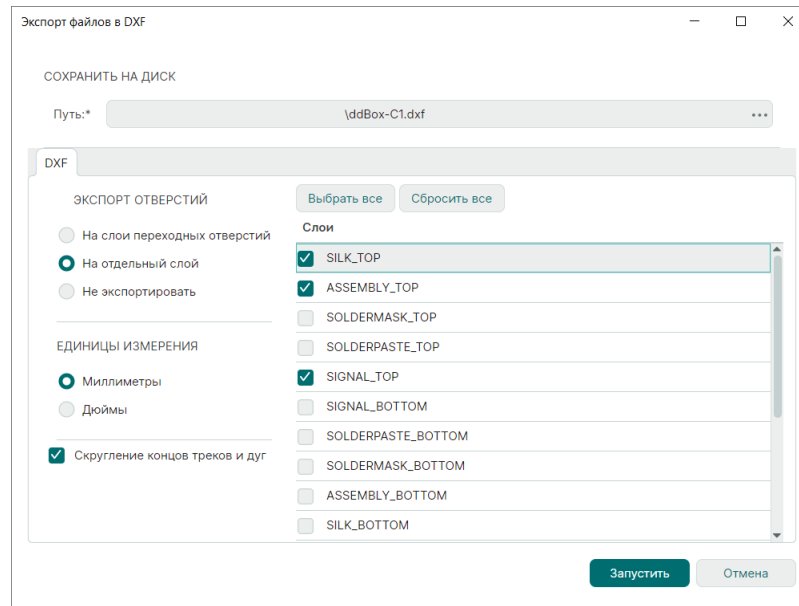 Экспорт файлов в DXF
СОХРАНИТЬ НА ДИСК
Путь:*
\ddBox-C1.dxf
DXF
ЭКСПОРТ ОТВЕРСТИЙ
На слои переходных отверстий
На отдельный слой
Не экспортировать
ЕДИНИЦЫ ИЗМЕРЕНИЯ
Миллиметры
Дюймы
Скругление концов треков и дуг
Выбрать все
Сбросить все
Слои
SILK_TOP
ASSEMBLY_TOP
SOLDERMASK_TOP
SOLDERPASTE_TOP
SIGNAL_TOP
SIGNAL_BOTTOM
SOLDERPASTE_BOTTOM
SOLDERMASK_BOTTOM
ASSEMBLY_BOTTOM
SILK_BOTTOM
Запустить
Отмена